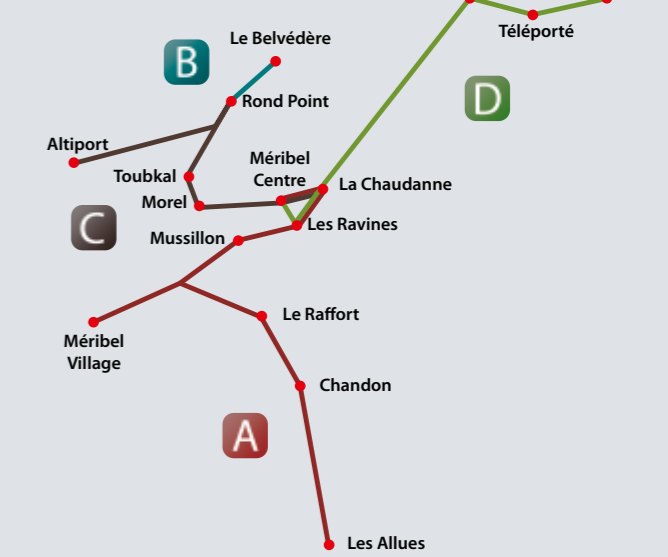 Téléporté
Le Belvédère
B
D
Rond Point
Altiport
Méribel
Centre
Toubkal
La Chaudanne
Morel
C
Les Ravines
Mussillon
Le Raffort
Méribel
Village
Chandon
A
Les Allues